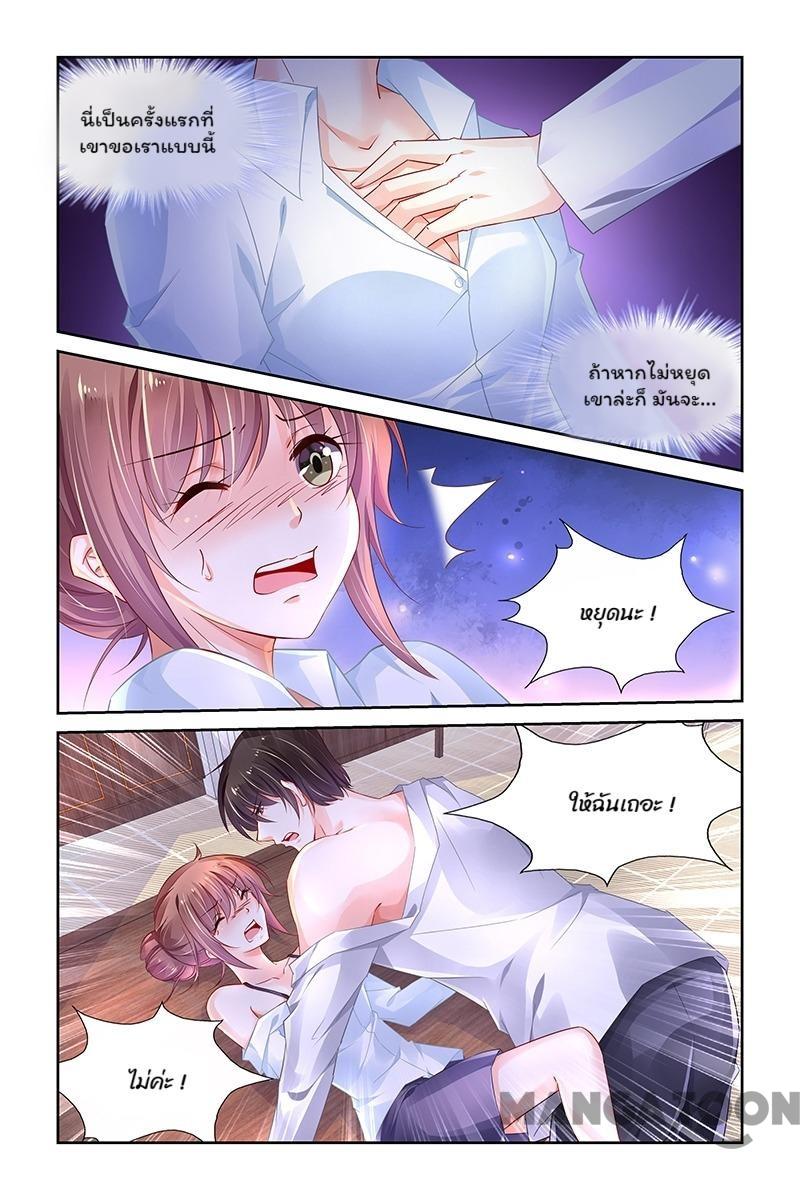 นี่เป็นครั้งแรกที่
เขาขอเราแบบนี้
ถ้าหากไม่หยุด
เขาล่ะก็ มันจะ...
หยุดนะ !
ให้ฉันเถอะ !
ไม่ค่ะ !
MANGATOON